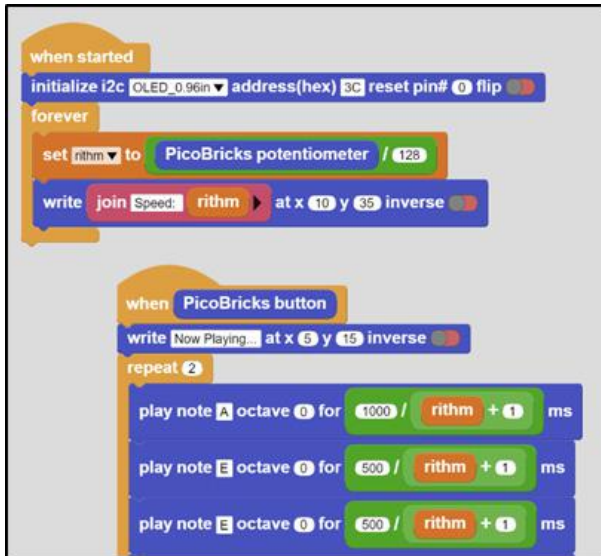 when started
initialize i2c OLED_0.96in address(hex) 3C reset pin# 0 flip
forever
set rithm to PicoBricks potentiometer / 128
write join Speed: rithm at x 10 y 35 inverse
when PicoBricks button
write Now Playing... at x 5 y 15 inverse
repeat 2
play note A octave 0 for 1000 / rithm + 1 ms
play note E octave 0 for 500 / rithm + 1 ms
play note E octave 0 for 500 / rithm + 1 ms